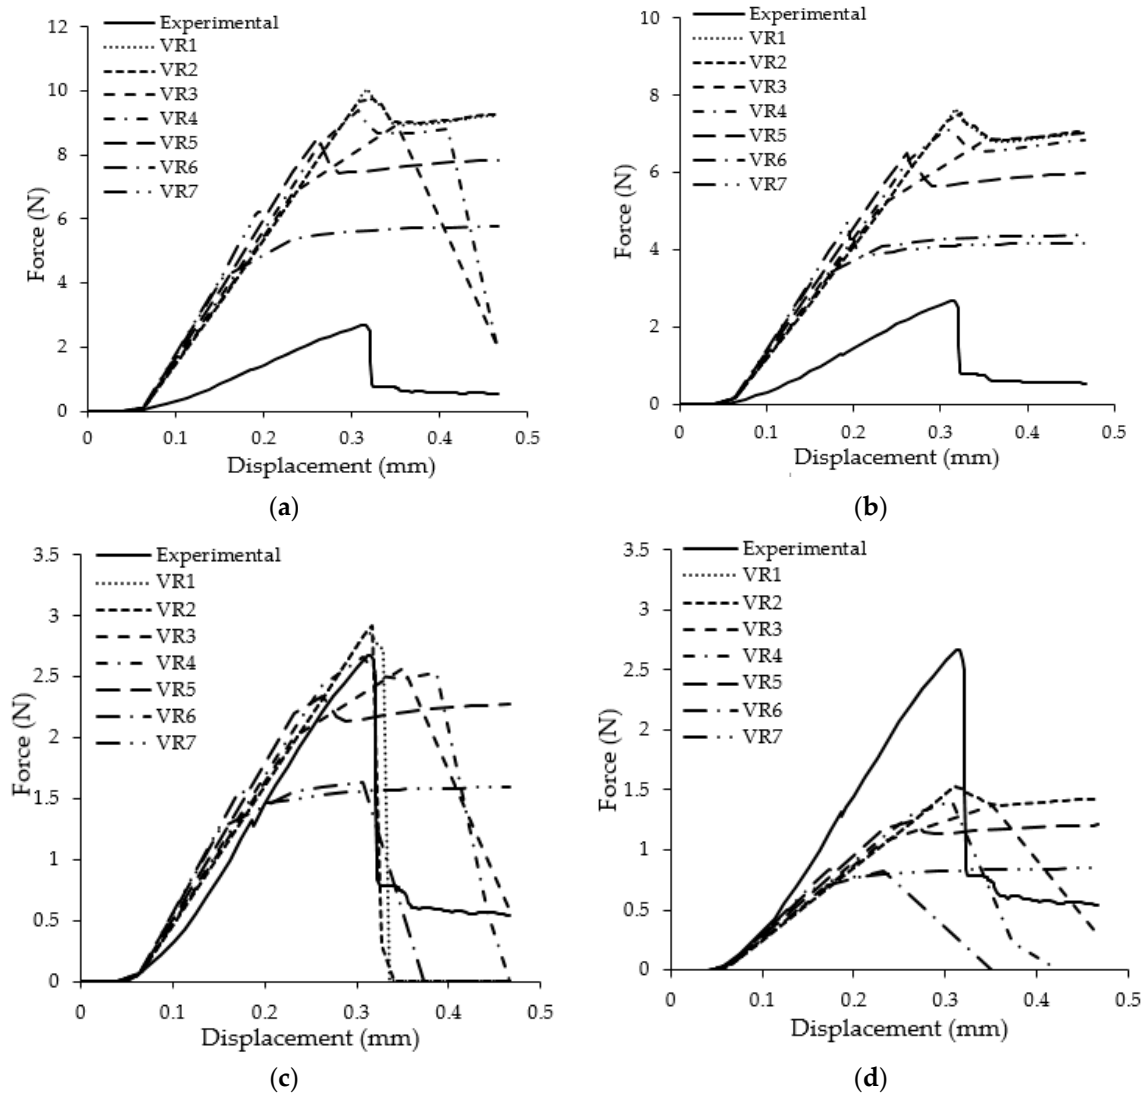 Experimental
VR1
VR2
VR3
VR4
VR5
VR6
VR7
12
10
8
6
4
2
0
Force (N)
0 0.1 0.2 0.3 0.4 0.5
Displacement (mm)
(a)
Experimental
VR1
VR2
VR3
VR4
VR5
VR6
VR7
10
8
6
4
2
0
Force (N)
0 0.1 0.2 0.3 0.4 0.5
Displacement (mm)
(b)
Experimental
VR1
VR2
VR3
VR4
VR5
VR6
VR7
3.5
3
2.5
2
1.5
1
0.5
0
Force (N)
0 0.1 0.2 0.3 0.4 0.5
Displacement (mm)
(c)
Experimental
VR1
VR2
VR3
VR4
VR5
VR6
VR7
3.5
3
2.5
2
1.5
1
0.5
0
Force (N)
0 0.1 0.2 0.3 0.4 0.5
Displacement (mm)
(d)